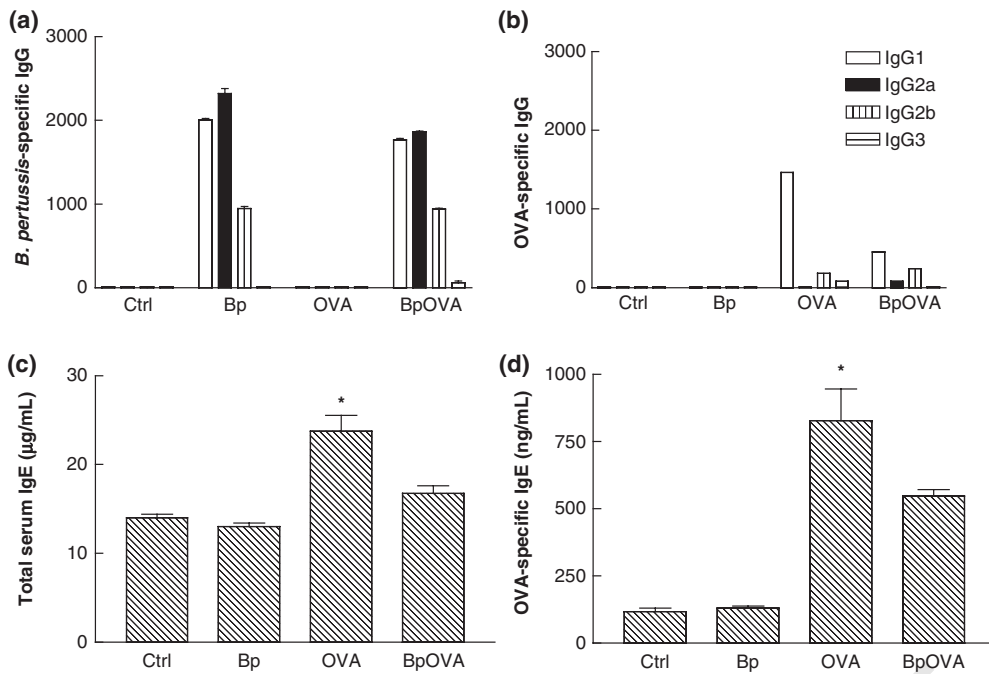 (a)
B. pertussis-specific IgG
3000
2000
1000
0
Ctrl Bp OVA BpOVA
(b)
OVA-specific IgG
3000
2000
1000
0
IgG1
IgG2a
IgG2b
IgG3
Ctrl Bp OVA BpOVA
(c)
Total serum IgE (µg/mL)
30
20
10
0
*
Ctrl Bp OVA BpOVA
(d)
OVA-specific IgE (ng/mL)
1000
750
500
250
0
*
Ctrl Bp OVA BpOVA